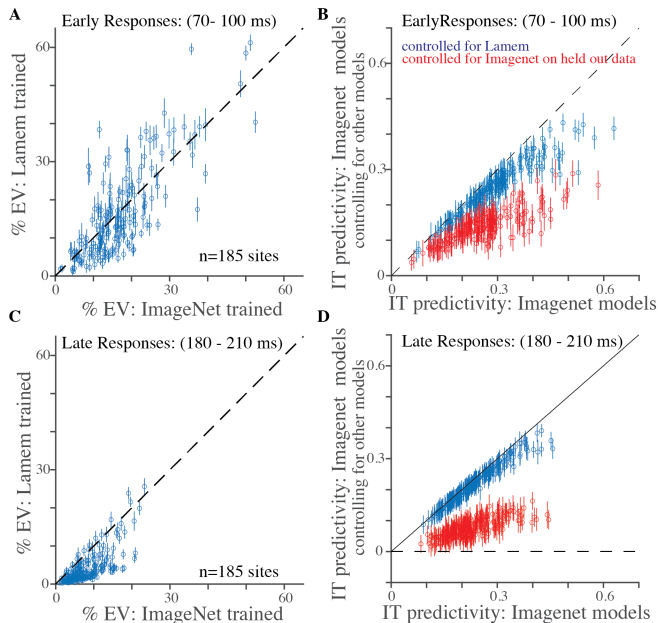 A
Early Responses: (70- 100 ms)
60
30
0
% EV: Lamem trained
n=185 sites
0
30
60
% EV: ImageNet trained
B
EarlyResponses: (70 - 100 ms)
controlled for Lamem
controlled for Imagenet on held out data
0.6
0.3
0
IT predictivity: Imagenet models
controlling for other models
0
0.3
0.6
IT predictivity: Imagenet models
C
Late Responses: (180 - 210 ms)
60
30
0
% EV: Lamem trained
n=185 sites
0
30
60
% EV: ImageNet trained
D
Late Responses: (180 - 210 ms)
0.6
0.3
0
IT predictivity: Imagenet models
controlling for other models
0
0.3
0.6
IT predictivity: Imagenet models